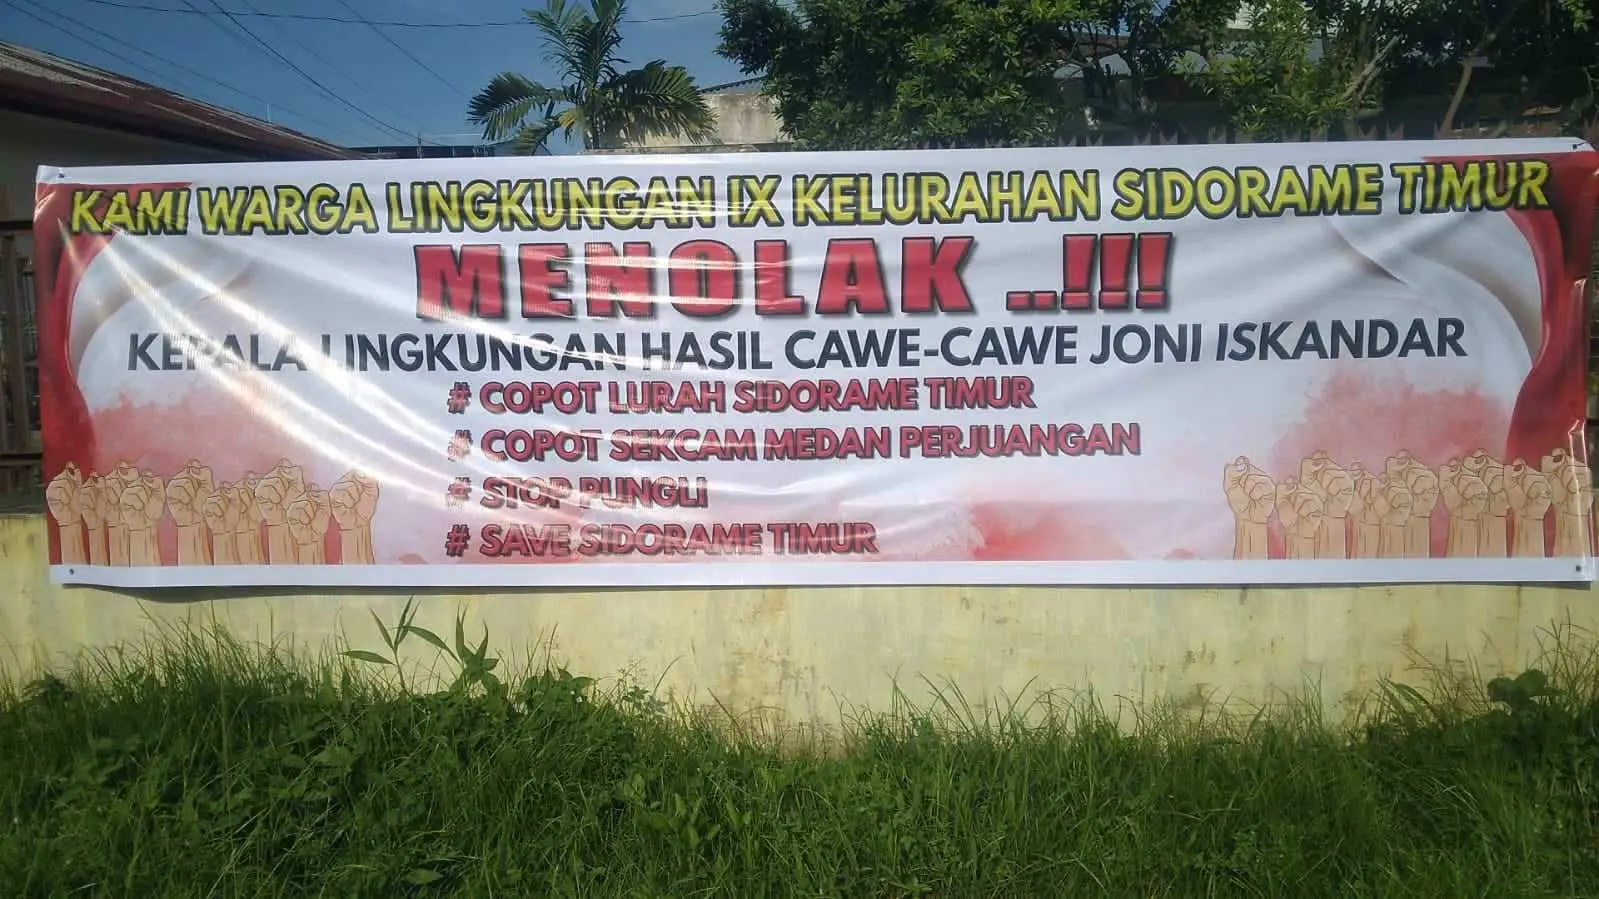 KAMI WARGA LINGKUNGAN IX KELURAHAN SIDORAME TIMUR
MENOLAK ..!!!
KEPALA LINGKUNGAN HASIL CAWE-CAWE JONI ISKANDAR
# COPOT LURAH SIDORAME TIMUR
# COPOT SEKCAM MEDAN PERJUANGAN
# STOP PUNGLI
# SAVE SIDORAME TIMUR